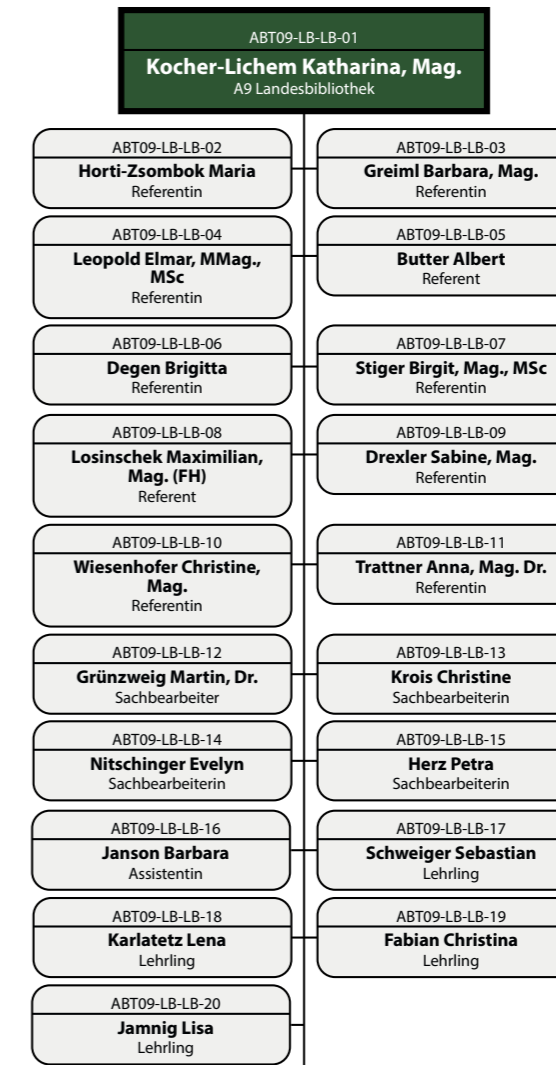 ABT09-LB-LB-01
Kocher-Lichem Katharina, Mag.
A9 Landesbibliothek
ABT09-LB-LB-02
Horti-Zsombok Maria
Referentin
ABT09-LB-LB-03
Greiml Barbara, Mag.
Referentin
ABT09-LB-LB-04
Leopold Elmar, MMag.,
MSc
Referentin
ABT09-LB-LB-05
Butter Albert
Referent
ABT09-LB-LB-06
Degen Brigitta
Referentin
ABT09-LB-LB-07
Stiger Birgit, Mag., MSc
Referentin
ABT09-LB-LB-08
Losinschek Maximilian,
Mag. (FH)
Referent
ABT09-LB-LB-09
Drexler Sabine, Mag.
Referentin
ABT09-LB-LB-10
Wiesenhofer Christine,
Mag.
Referentin
ABT09-LB-LB-11
Trattner Anna, Mag. Dr.
Referentin
ABT09-LB-LB-12
Grünzweig Martin, Dr.
Sachbearbeiter
ABT09-LB-LB-13
Krois Christine
Sachbearbeiterin
ABT09-LB-LB-14
Nitschinger Evelyn
Sachbearbeiterin
ABT09-LB-LB-15
Herz Petra
Sachbearbeiterin
ABT09-LB-LB-16
Janson Barbara
Assistentin
ABT09-LB-LB-17
Schweiger Sebastian
Lehrling
ABT09-LB-LB-18
Karlatetz Lena
Lehrling
ABT09-LB-LB-19
Fabian Christina
Lehrling
ABT09-LB-LB-20
Jamnig Lisa
Lehrling